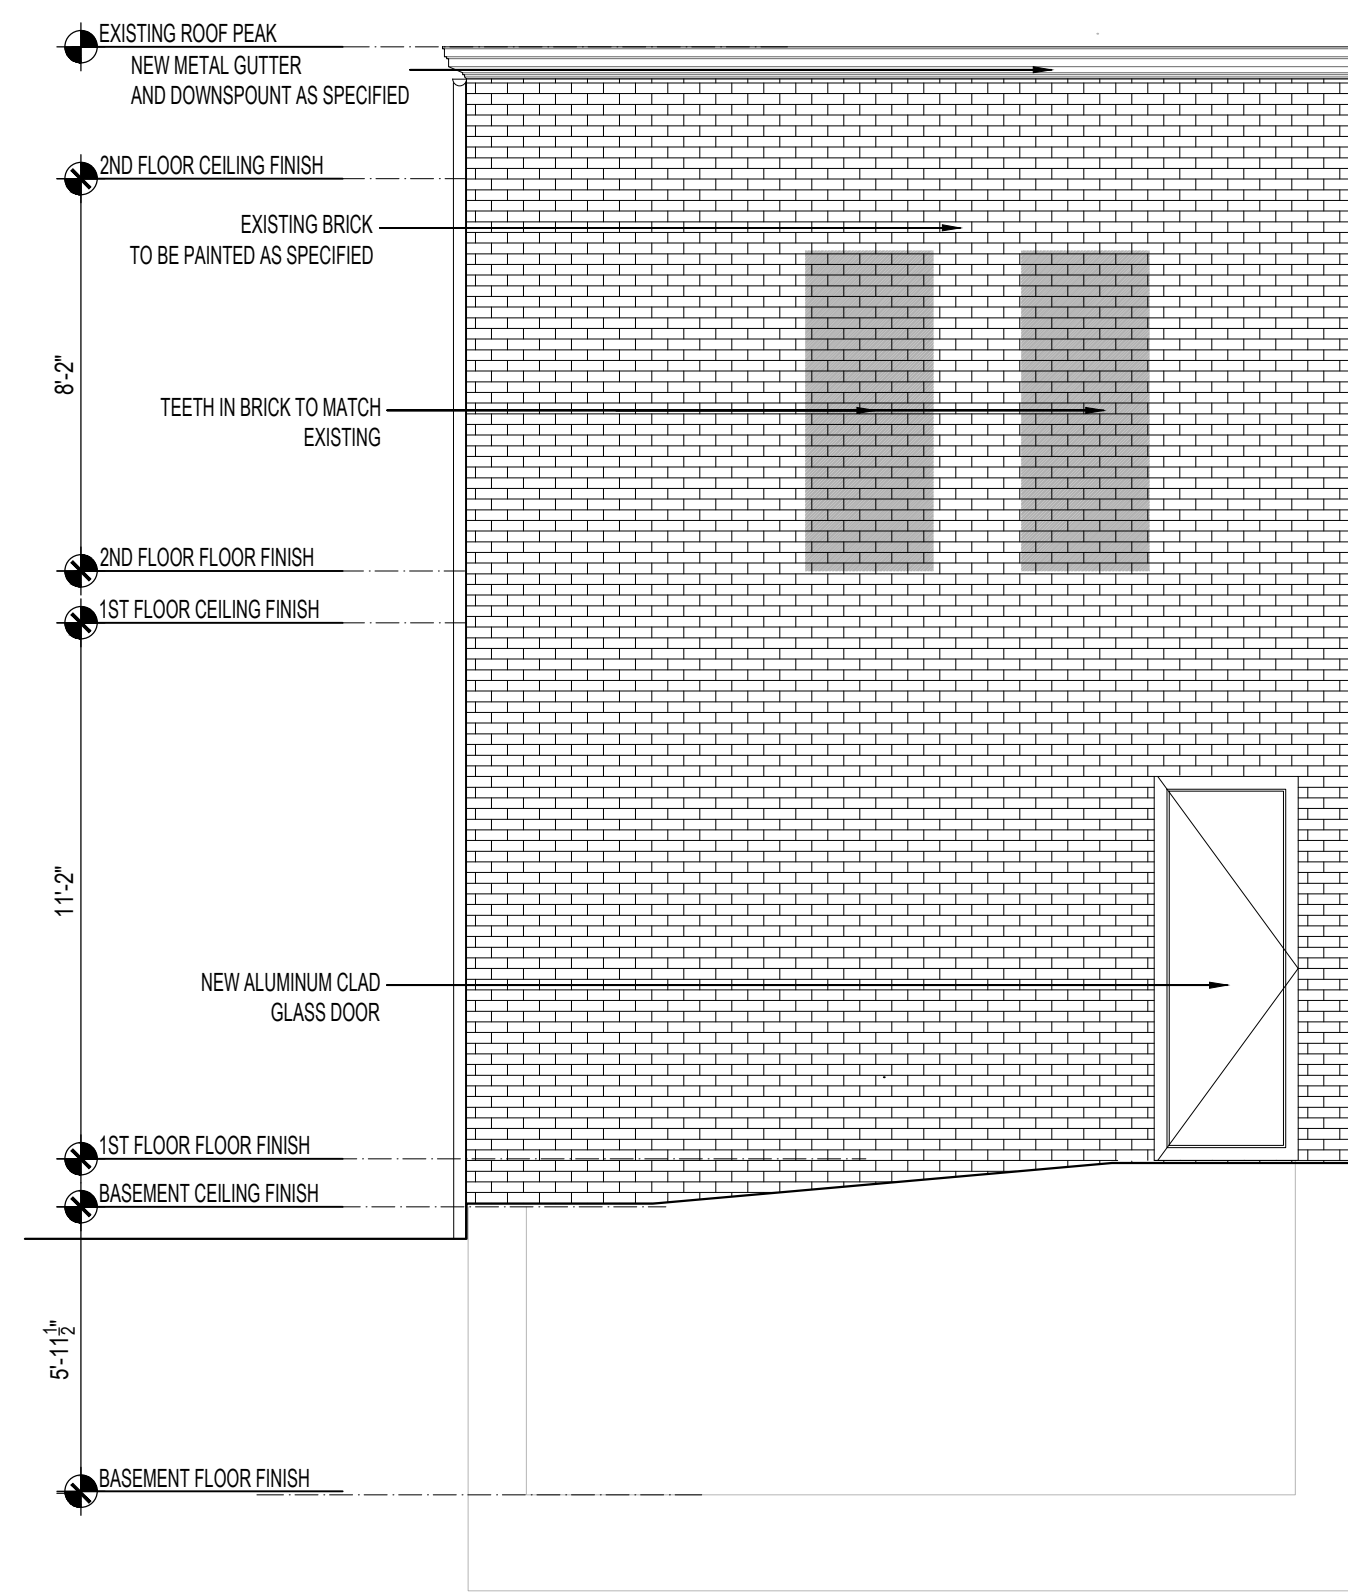 EXISTING ROOF PEAK
NEW METAL GUTTER
AND DOWNSPOUNT AS SPECIFIED
2ND FLOOR CEILING FINISH
EXISTING BRICK
TO BE PAINTED AS SPECIFIED
8'-2"
TEETH IN BRICK TO MATCH
EXISTING
2ND FLOOR FLOOR FINISH
1ST FLOOR CEILING FINISH
11'-2"
NEW ALUMINUM CLAD
GLASS DOOR
1ST FLOOR FLOOR FINISH
BASEMENT CEILING FINISH
5'-11 1/2"
BASEMENT FLOOR FINISH